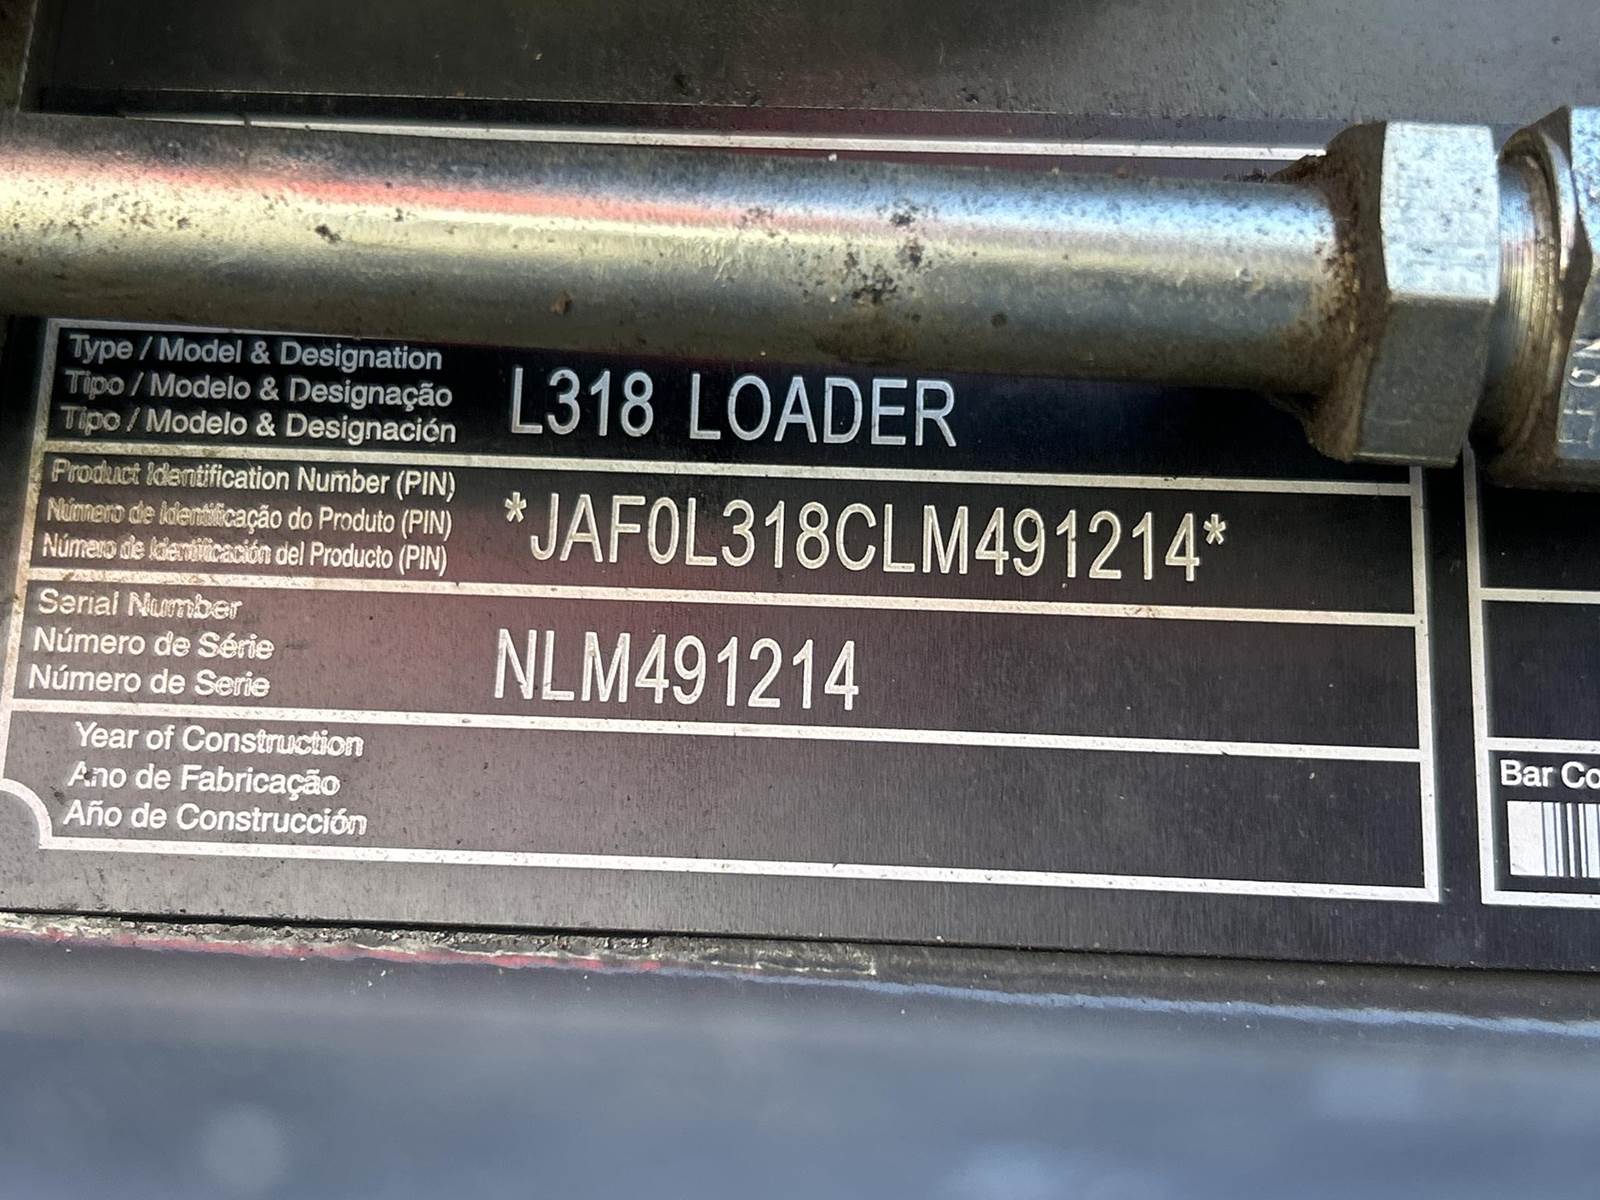 Type / Model & Designation
Tipo / Modelo & Designação
Tipo / Modelo & Designación
L318 LOADER
Product Identification Number (PIN)
Número de Identificação do Produto (PIN)
Número de Identificación del Producto (PIN)
*JAF0L318CLM491214*
Serial Number
Número de Série
Número de Serie
NLM491214
Year of Construction
Ano de Fabricação
Año de Construcción
Bar Co